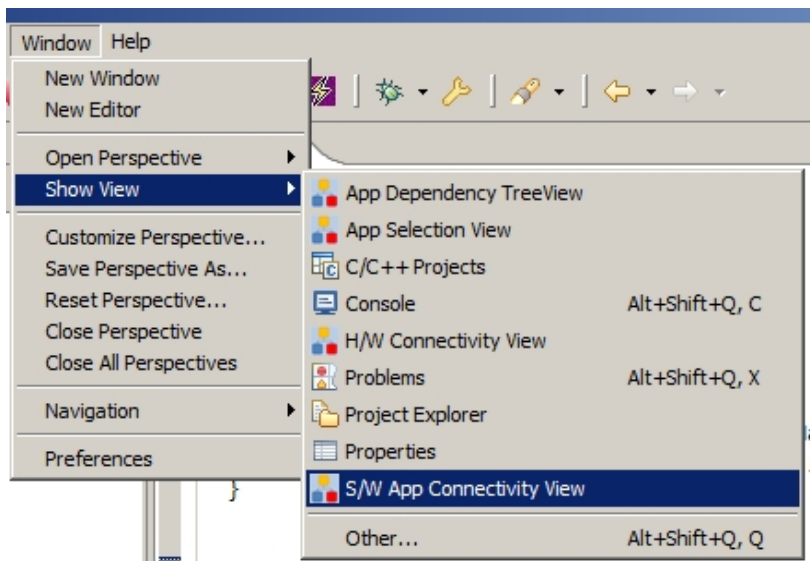 Window Help
New Window
New Editor
Open Perspective
Show View
Customize Perspective...
Save Perspective As...
Reset Perspective...
Close Perspective
Close All Perspectives
Navigation
Preferences
App Dependency TreeView
App Selection View
C/C++ Projects
Console Alt+Shift+Q, C
H/W Connectivity View
Problems Alt+Shift+Q, X
Project Explorer
Properties
S/W App Connectivity View
Other... Alt+Shift+Q, Q
}